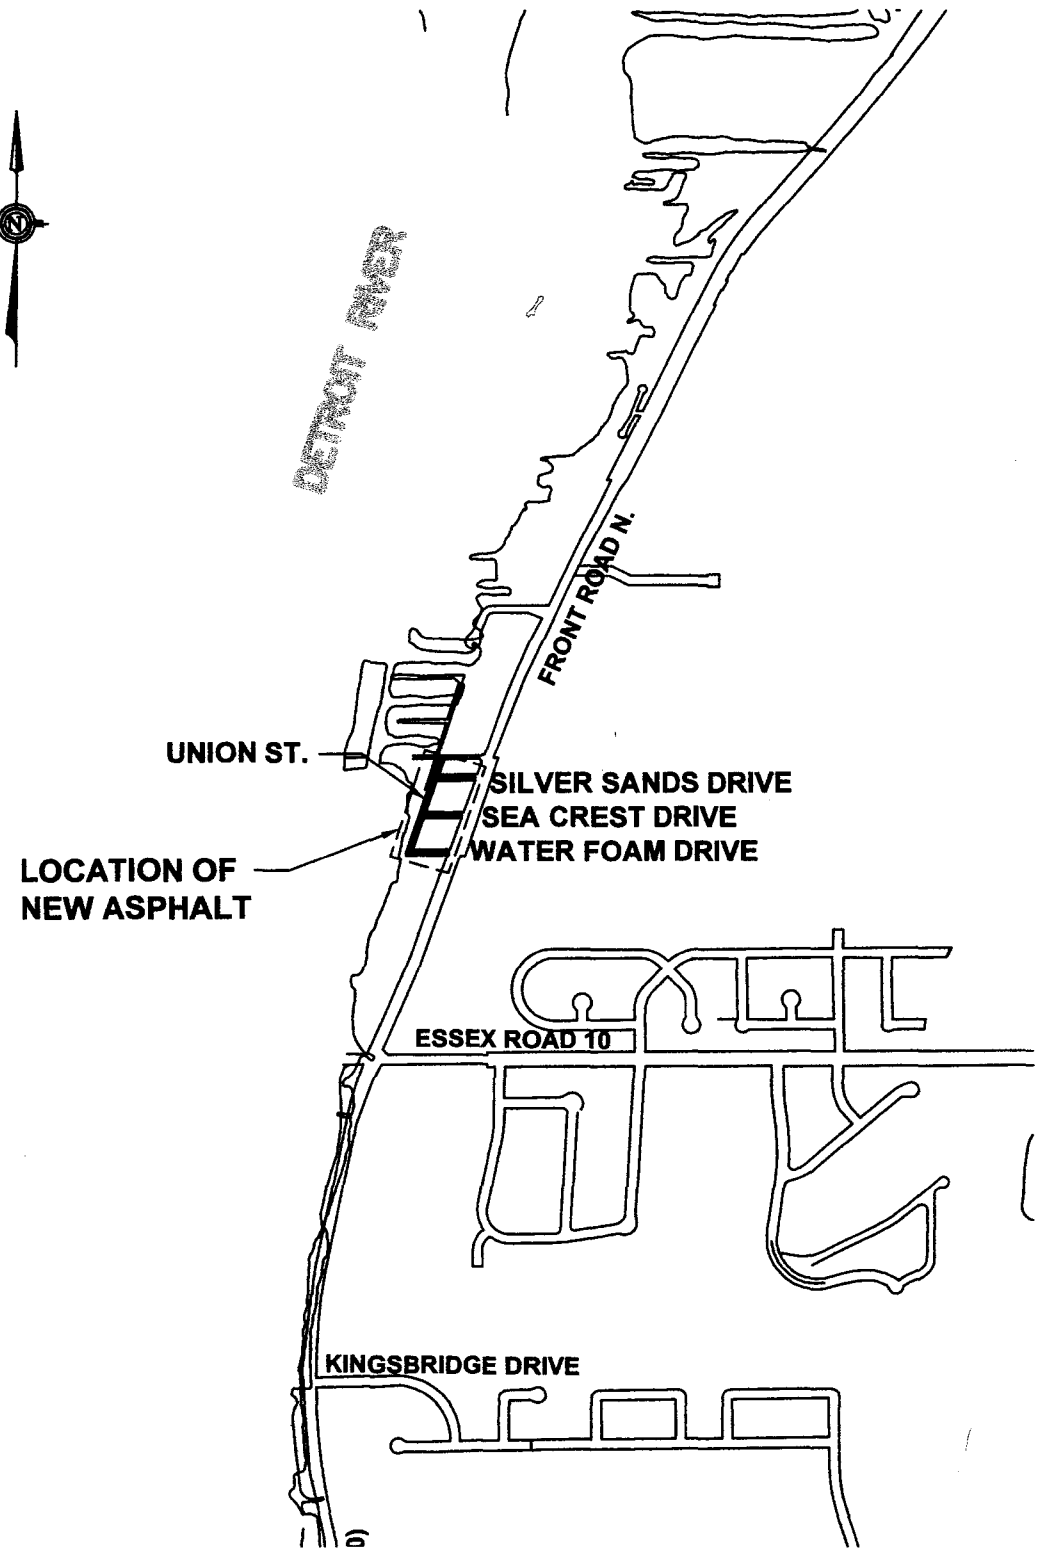 N
DETROIT RIVER
FRONT ROAD N.
UNION ST.
SILVER SANDS DRIVE
SEA CREST DRIVE
WATER FOAM DRIVE
LOCATION OF
NEW ASPHALT
ESSEX ROAD 10
KINGSBRIDGE DRIVE